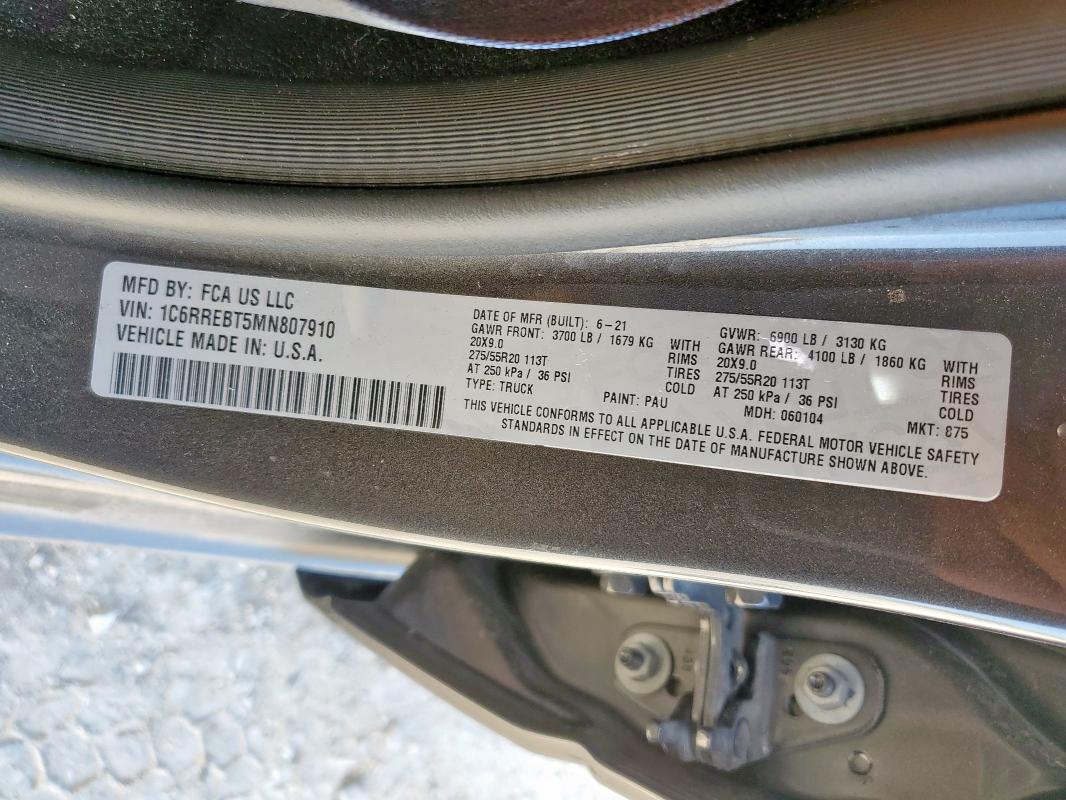 MFD BY: FCA US LLC
VIN: 1C6RREBT5MN807910
VEHICLE MADE IN: U.S.A.
DATE OF MFR (BUILT): 6-21
GAWR FRONT: 3700 LB / 1679 KG WITH
20X9.0 RIMS
275/55R20 113T TIRES
AT 250 kPa / 36 PSI COLD
TYPE: TRUCK PAINT: PAU
GVWR: 6900 LB / 3130 KG
GAWR REAR: 4100 LB / 1860 KG WITH
20X9.0 RIMS
275/55R20 113T TIRES
AT 250 kPa / 36 PSI COLD
MDH: 060104 MKT: 875
THIS VEHICLE CONFORMS TO ALL APPLICABLE U.S.A. FEDERAL MOTOR VEHICLE SAFETY
STANDARDS IN EFFECT ON THE DATE OF MANUFACTURE SHOWN ABOVE.